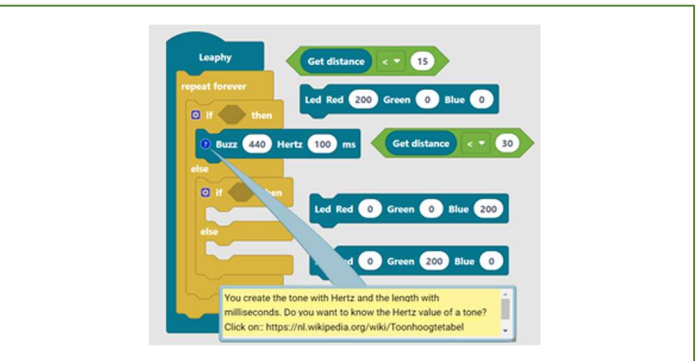 Leaphy
Get distance < 15
repeat forever
Led Red 200 Green 0 Blue 0
if then
Buzz 440 Hertz 100 ms
Get distance < 30
else
if
Led Red 0 Green 0 Blue 200
else
0 Green 200 Blue 0
You create the tone with Hertz and the length with
milliseconds. Do you want to know the Hertz value of a tone?
Click on:: https://nl.wikipedia.org/wiki/Toonhoogtetabel